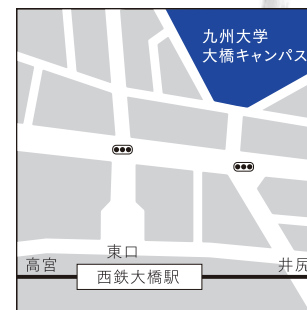 九州大学
大橋キャンパス
東口
高宮
西鉄大橋駅
井尻